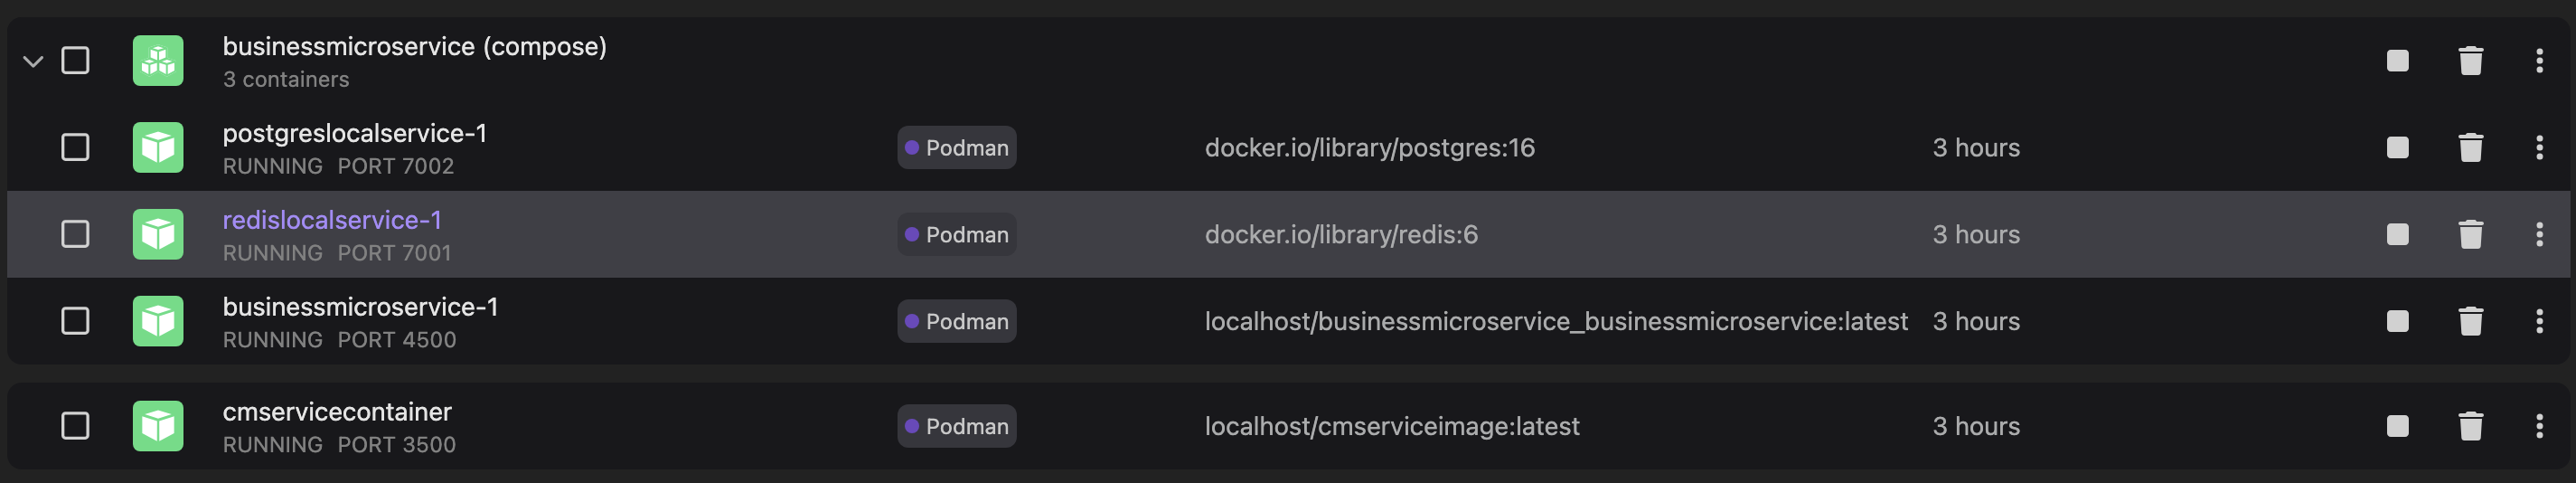 businessmicroservice (compose)
3 containers
postgreslocalservice-1
RUNNING PORT 7002
Podman
docker.io/library/postgres:16
3 hours
redislocalservice-1
RUNNING PORT 7001
Podman
docker.io/library/redis:6
3 hours
businessmicroservice-1
RUNNING PORT 4500
Podman
localhost/businessmicroservice_businessmicroservice:latest
3 hours
cmservicecontainer
RUNNING PORT 3500
Podman
localhost/cmserviceimage:latest
3 hours